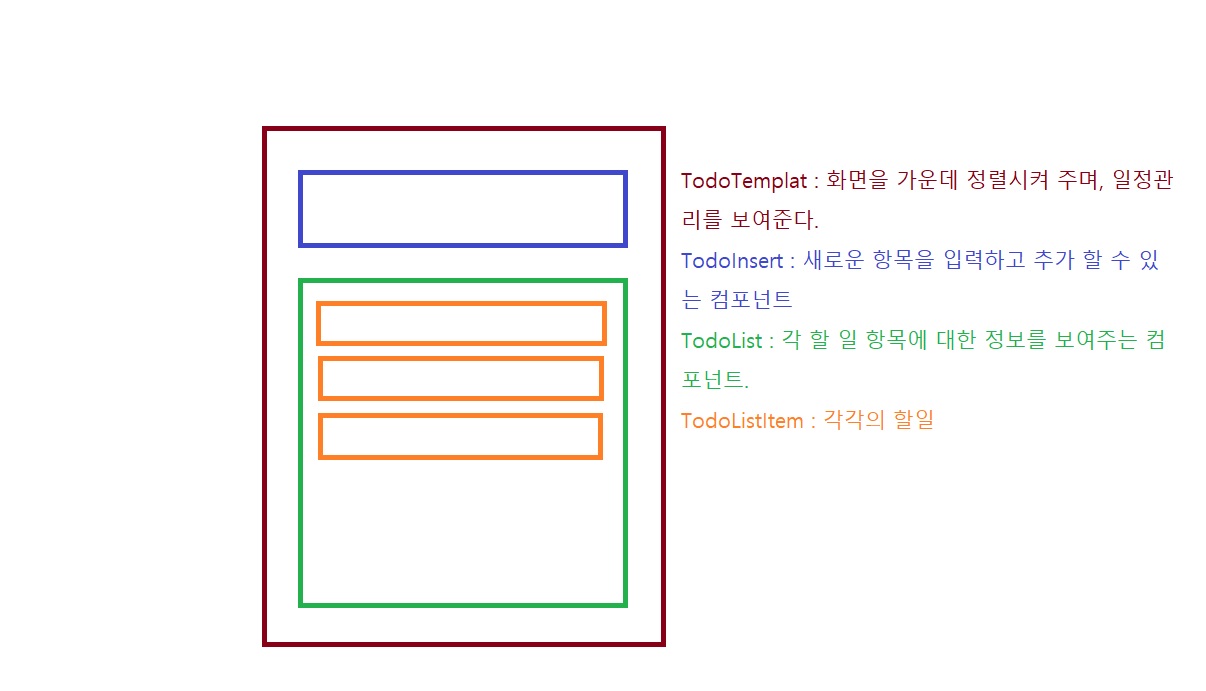 TodoTemplat : 화면을 가운데 정렬시켜 주며, 일정관
리를 보여준다.
TodoInsert : 새로운 항목을 입력하고 추가 할 수 있
는 컴포넌트
TodoList : 각 할 일 항목에 대한 정보를 보여주는 컴
포넌트.
TodoListItem : 각각의 할일